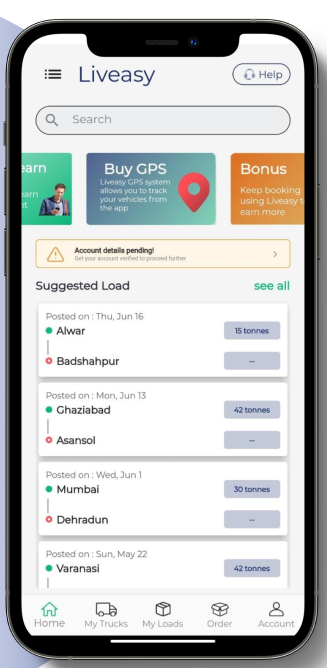 Liveasy
Help
Search
earn
earn
nt
Buy GPS
Liveasy GPS system
allows you to track
your vehicles from
the app
Bonus
Keep booking
using Liveasy t
earn more
Account details pending!
Get your account verified to proceed further
Suggested Load
see all
Posted on : Thu, Jun 16
Alwar
15 tonnes
Badshahpur
--
Posted on : Mon, Jun 13
Ghaziabad
42 tonnes
Asansol
--
Posted on : Wed, Jun 1
Mumbai
30 tonnes
Dehradun
--
Posted on : Sun, May 22
Varanasi
42 tonnes
Home
My Trucks
My Loads
Order
Account